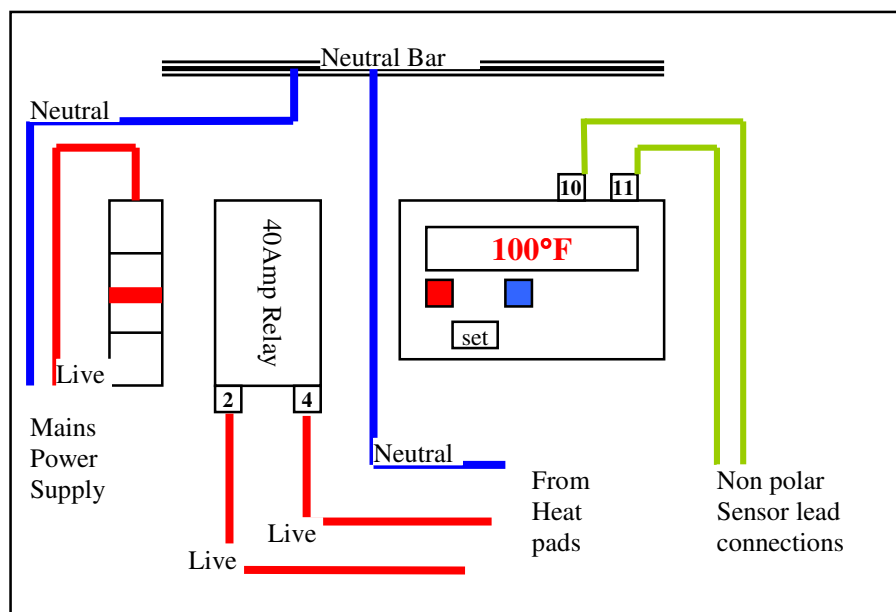 Neutral Bar
Neutral
10
11
100°F
40Amp Relay
set
Live
2
4
Mains
Power
Supply
Neutral
From
Heat
pads
Non polar
Sensor lead
connections
Live
Live